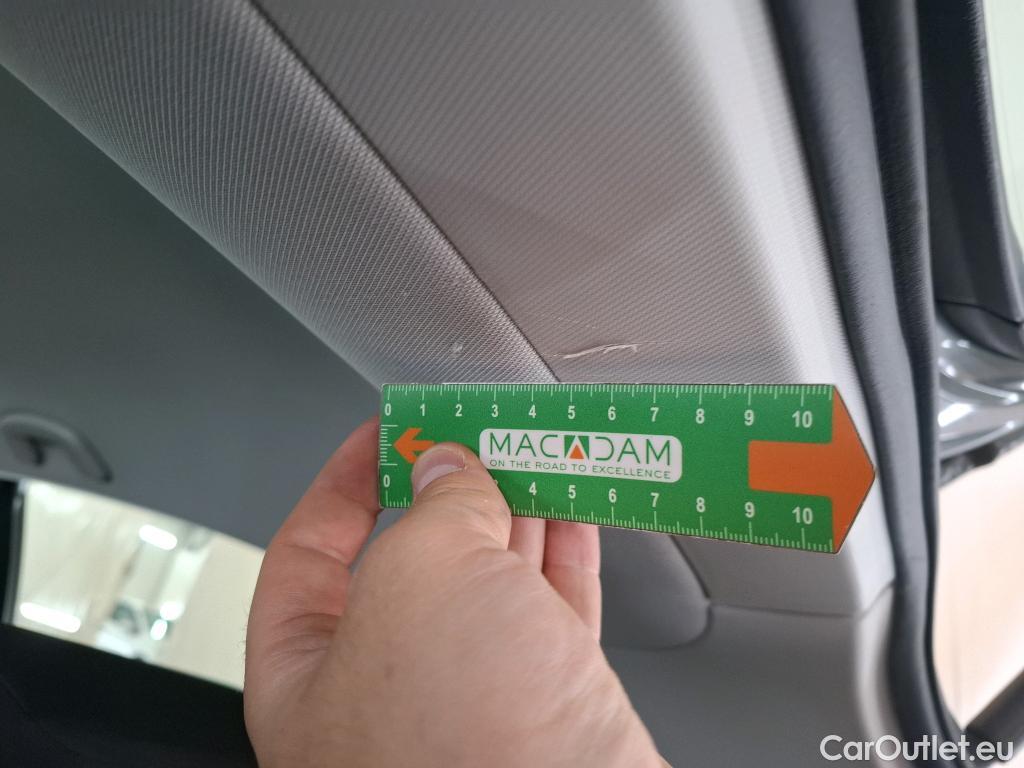 0 1 2 3 4 5 6 7 8 9 10
MACADAM
ON THE ROAD TO EXCELLENCE
0 3 4 5 6 7 8 9 10
CarOutlet.eu